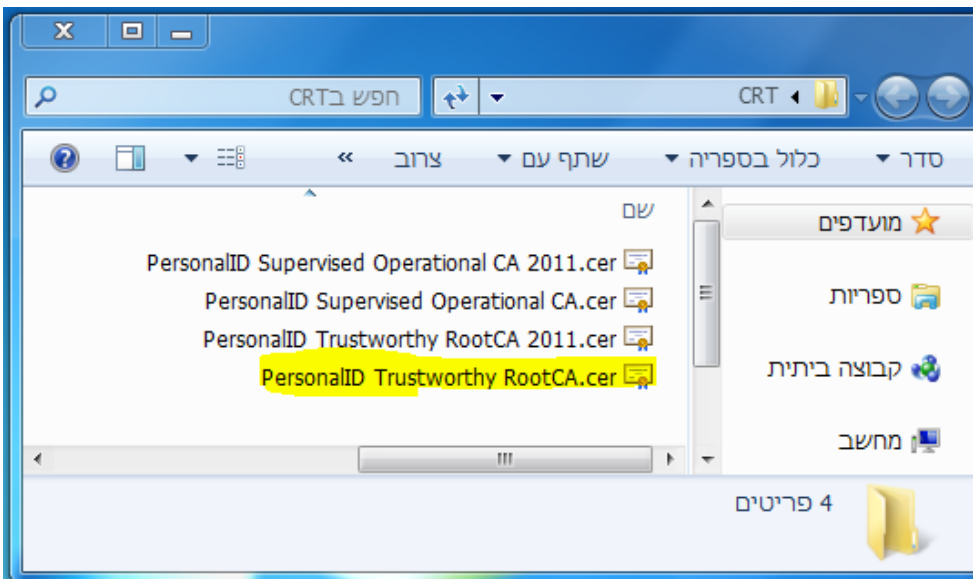 CRT
חפש בCRT
סדר
כלול בספריה
שתף עם
צרוב
»
מועדפים
ספריות
קבוצה ביתית
מחשב
שם
PersonalID Supervised Operational CA 2011.cer
PersonalID Supervised Operational CA.cer
PersonalID Trustworthy RootCA 2011.cer
PersonalID Trustworthy RootCA.cer
4 פריטים